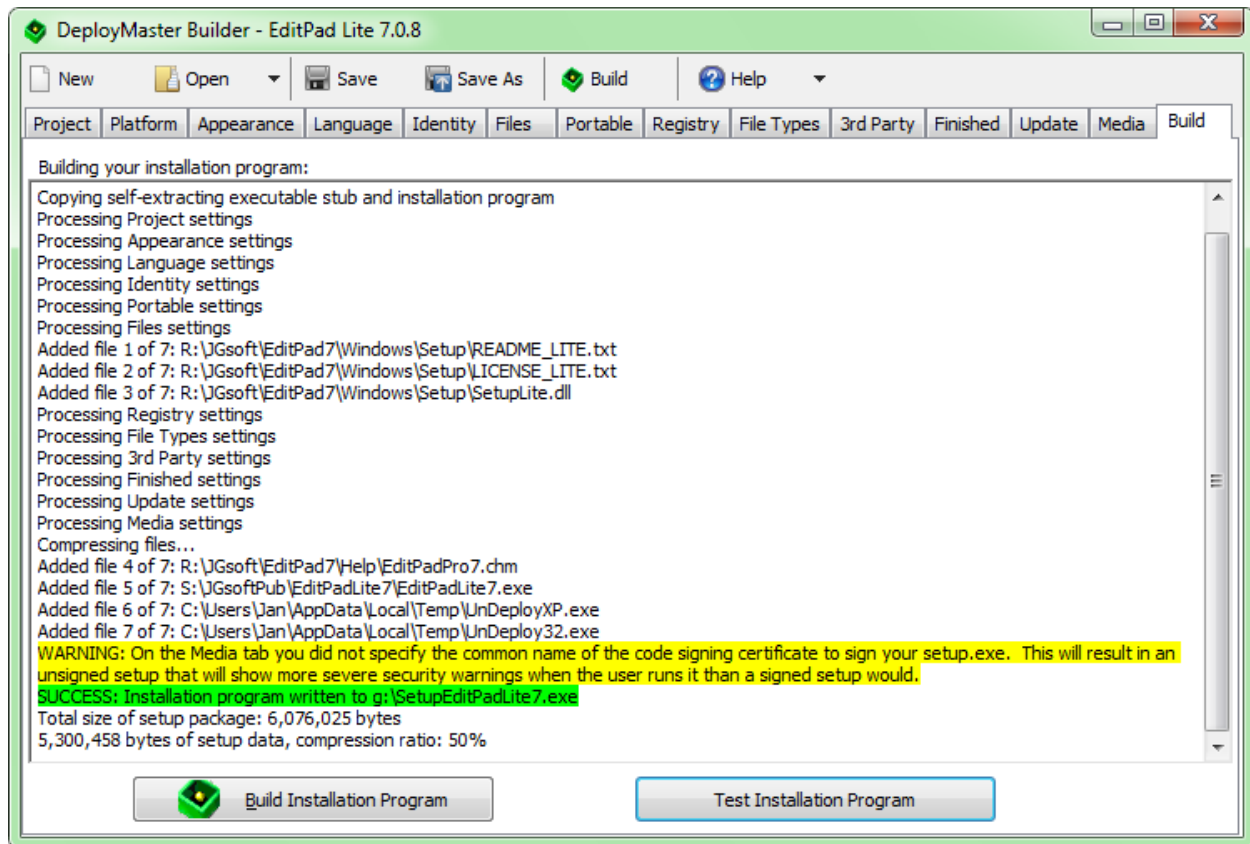 DeployMaster Builder - EditPad Lite 7.0.8
New Open Save Save As Build Help
Project Platform Appearance Language Identity Files Portable Registry File Types 3rd Party Finished Update Media Build
Building your installation program:
Copying self-extracting executable stub and installation program
Processing Project settings
Processing Appearance settings
Processing Language settings
Processing Identity settings
Processing Portable settings
Processing Files settings
Added file 1 of 7: R:\JGsoft\EditPad7\Windows\Setup\README_LITE.txt
Added file 2 of 7: R:\JGsoft\EditPad7\Windows\Setup\LICENSE_LITE.txt
Added file 3 of 7: R:\JGsoft\EditPad7\Windows\Setup\SetupLite.dll
Processing Registry settings
Processing File Types settings
Processing 3rd Party settings
Processing Finished settings
Processing Update settings
Processing Media settings
Compressing files...
Added file 4 of 7: R:\JGsoft\EditPad7\Help\EditPadPro7.chm
Added file 5 of 7: S:\JGsoftPub\EditPadLite7\EditPadLite7.exe
Added file 6 of 7: C:\Users\Jan\AppData\Local\Temp\UnDeployXP.exe
Added file 7 of 7: C:\Users\Jan\AppData\Local\Temp\UnDeploy32.exe
WARNING: On the Media tab you did not specify the common name of the code signing certificate to sign your setup.exe.  This will result in an
unsigned setup that will show more severe security warnings when the user runs it than a signed setup would.
SUCCESS: Installation program written to g:\SetupEditPadLite7.exe
Total size of setup package: 6,076,025 bytes
5,300,458 bytes of setup data, compression ratio: 50%
Build Installation Program Test Installation Program